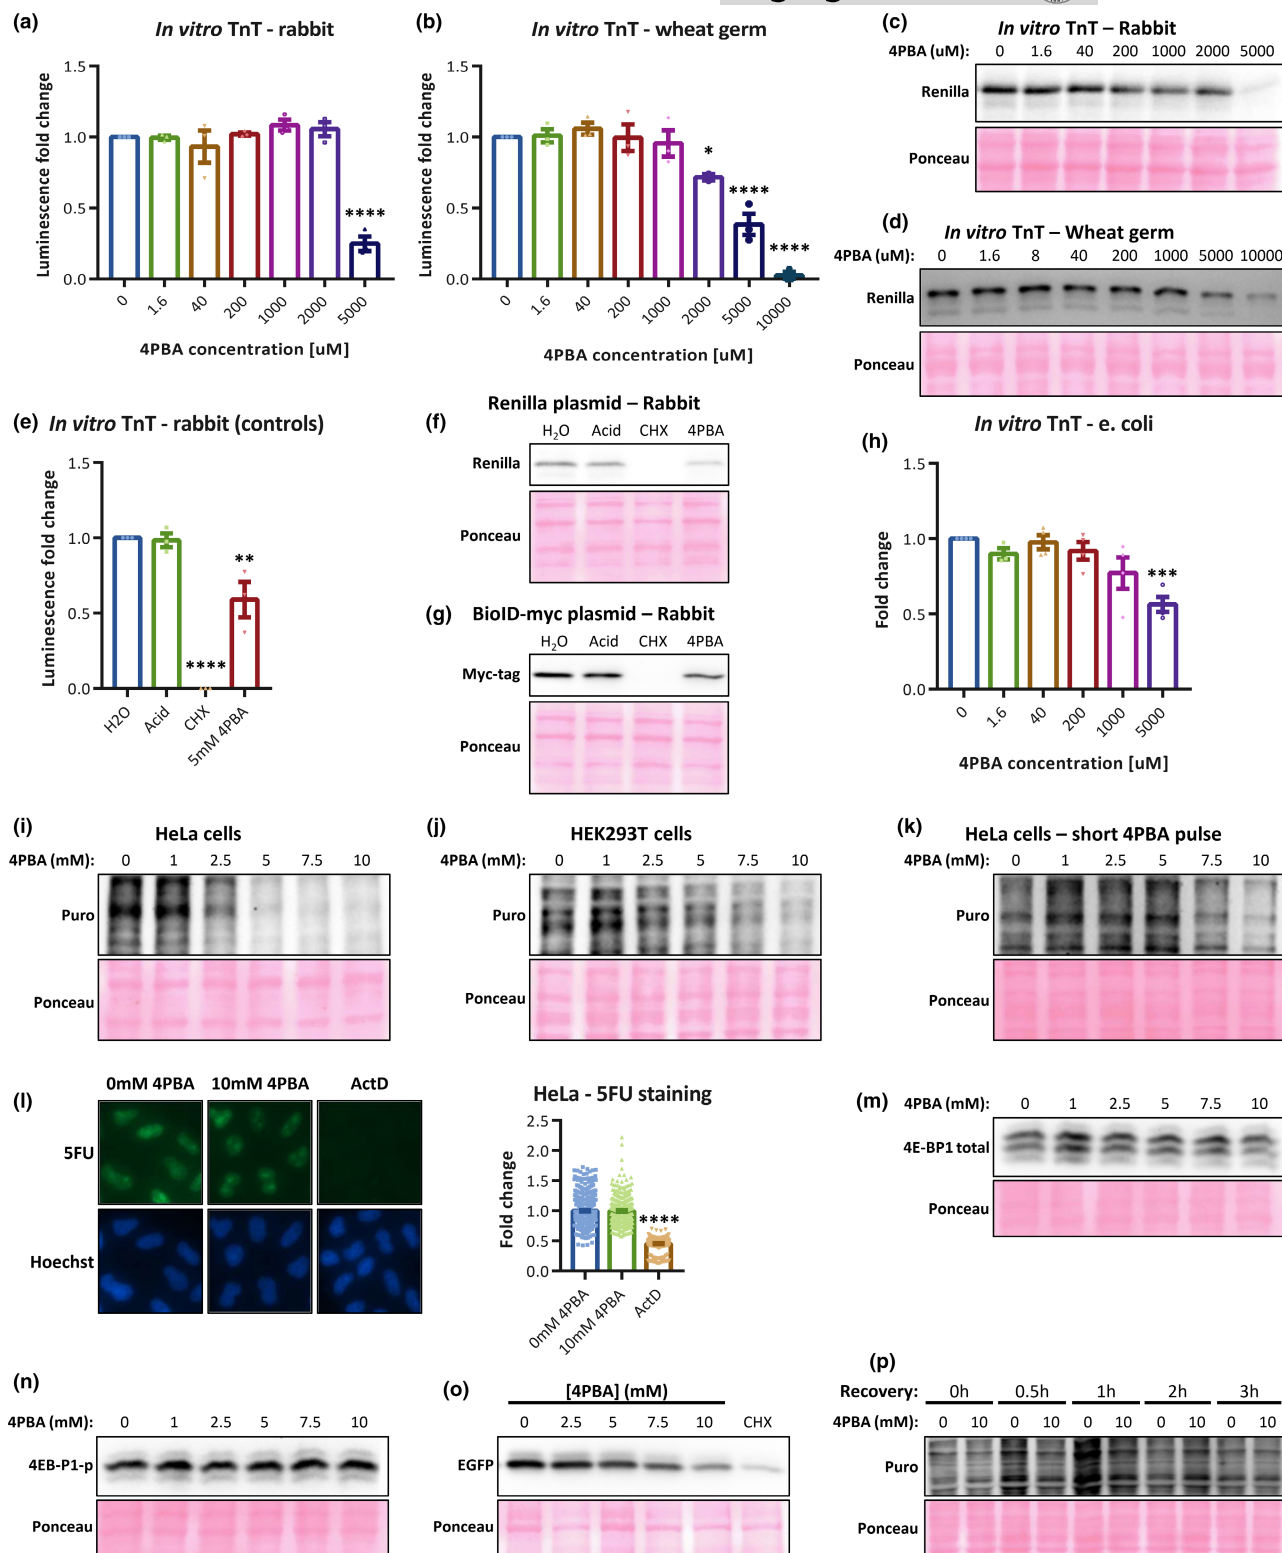 (a) In vitro TnT - rabbit
Luminescence fold change
1.5
1.0
0.5
0.0
****
0 1.6 40 200 1000 2000 5000
4PBA concentration [uM]
(b) In vitro TnT - wheat germ
Luminescence fold change
1.5
1.0
0.5
0.0
*
****
****
0 1.6 40 200 1000 2000 5000 10000
4PBA concentration [uM]
(c) In vitro TnT – Rabbit
4PBA (uM): 0 1.6 40 200 1000 2000 5000
Renilla
Ponceau
(d) In vitro TnT – Wheat germ
4PBA (uM): 0 1.6 8 40 200 1000 5000 10000
Renilla
Ponceau
(e) In vitro TnT - rabbit (controls)
Luminescence fold change
1.5
1.0
0.5
0.0
****
**
H2O Acid CHX 5mM 4PBA
(f) Renilla plasmid – Rabbit
H2O Acid CHX 4PBA
Renilla
Ponceau
(g) BioID-myc plasmid – Rabbit
H2O Acid CHX 4PBA
Myc-tag
Ponceau
(h) In vitro TnT - e. coli
Fold change
1.5
1.0
0.5
0.0
***
0 1.6 40 200 1000 5000
4PBA concentration [uM]
(i) HeLa cells
4PBA (mM): 0 1 2.5 5 7.5 10
Puro
Ponceau
(j) HEK293T cells
4PBA (mM): 0 1 2.5 5 7.5 10
Puro
Ponceau
(k) HeLa cells – short 4PBA pulse
4PBA (mM): 0 1 2.5 5 7.5 10
Puro
Ponceau
(l) 0mM 4PBA 10mM 4PBA ActD
5FU
Hoechst
HeLa - 5FU staining
Fold change
2.5
2.0
1.5
1.0
0.5
0.0
****
0mM 4PBA 10mM 4PBA ActD
(m) 4PBA (mM): 0 1 2.5 5 7.5 10
4E-BP1 total
Ponceau
(n)
4PBA (mM): 0 1 2.5 5 7.5 10
4EB-P1-p
Ponceau
(o) [4PBA] (mM)
0 2.5 5 7.5 10 CHX
EGFP
Ponceau
(p)
Recovery: 0h 0.5h 1h 2h 3h
4PBA (mM): 0 10 0 10 0 10 0 10 0 10
Puro
Ponceau